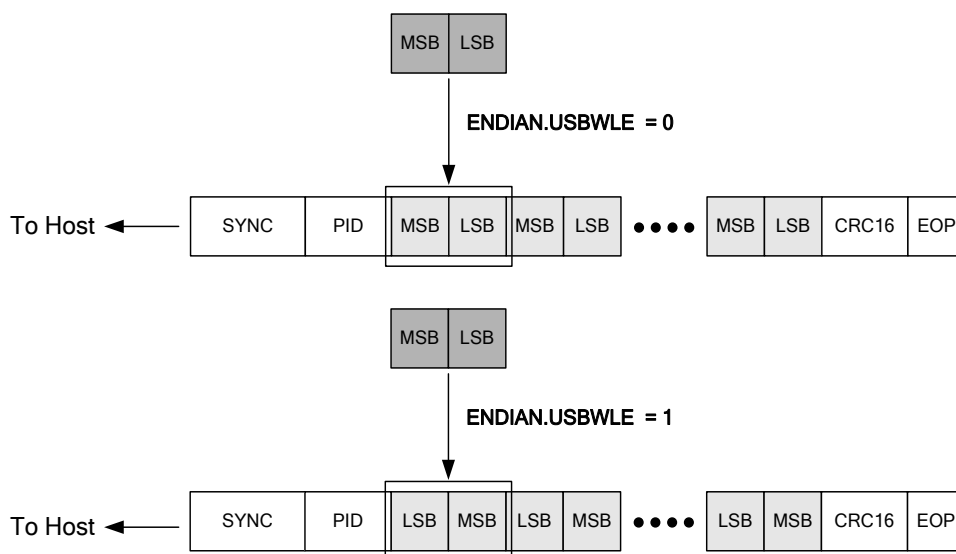 MSB LSB
ENDIAN.USBWLE = 0
To Host SYNC PID MSB LSB MSB LSB MSB LSB CRC16 EOP
MSB LSB
ENDIAN.USBWLE = 1
To Host SYNC PID LSB MSB LSB MSB LSB MSB CRC16 EOP